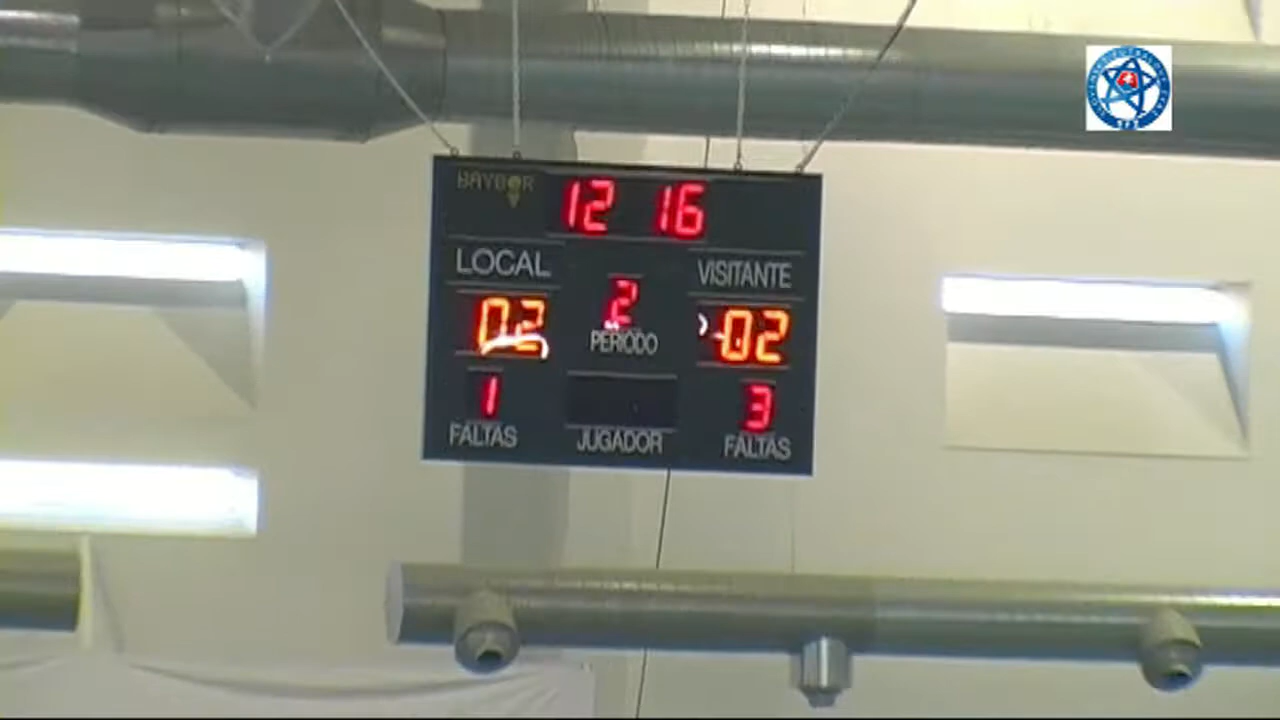 BAYBOR
12 16
LOCAL
VISITANTE
02
2
02
PERIODO
1
3
FALTAS
JUGADOR
FALTAS